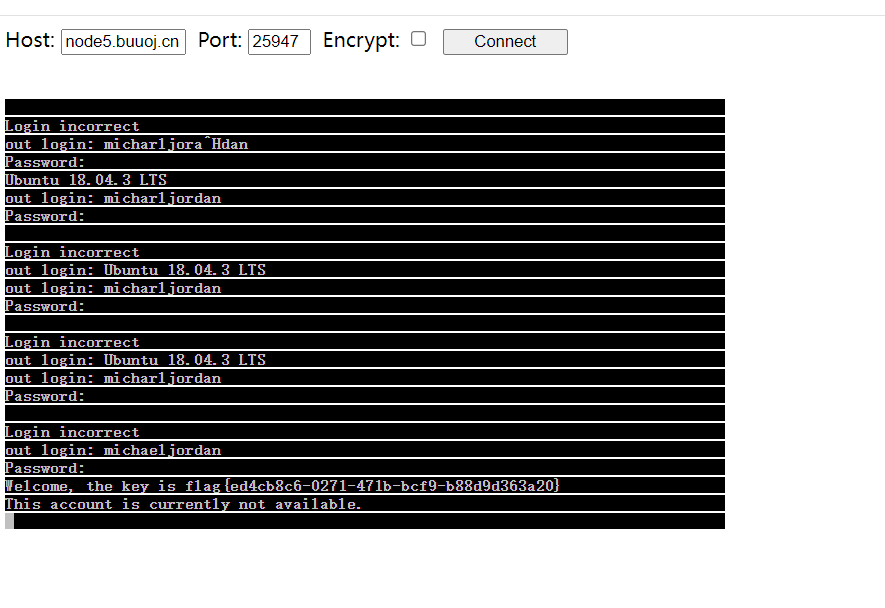 Host: node5.buuoj.cn Port: 25947 Encrypt: Connect
Login incorrect
out login: micharljora^Hdan
Password:
Ubuntu 18.04.3 LTS
out login: micharljordan
Password:
Login incorrect
out login: Ubuntu 18.04.3 LTS
out login: micharljordan
Password:
Login incorrect
out login: Ubuntu 18.04.3 LTS
out login: micharljordan
Password:
Login incorrect
out login: michaeljordan
Password:
Welcome, the key is flag{ed4cb8c6-0271-471b-bcf9-b88d9d363a20}
This account is currently not available.